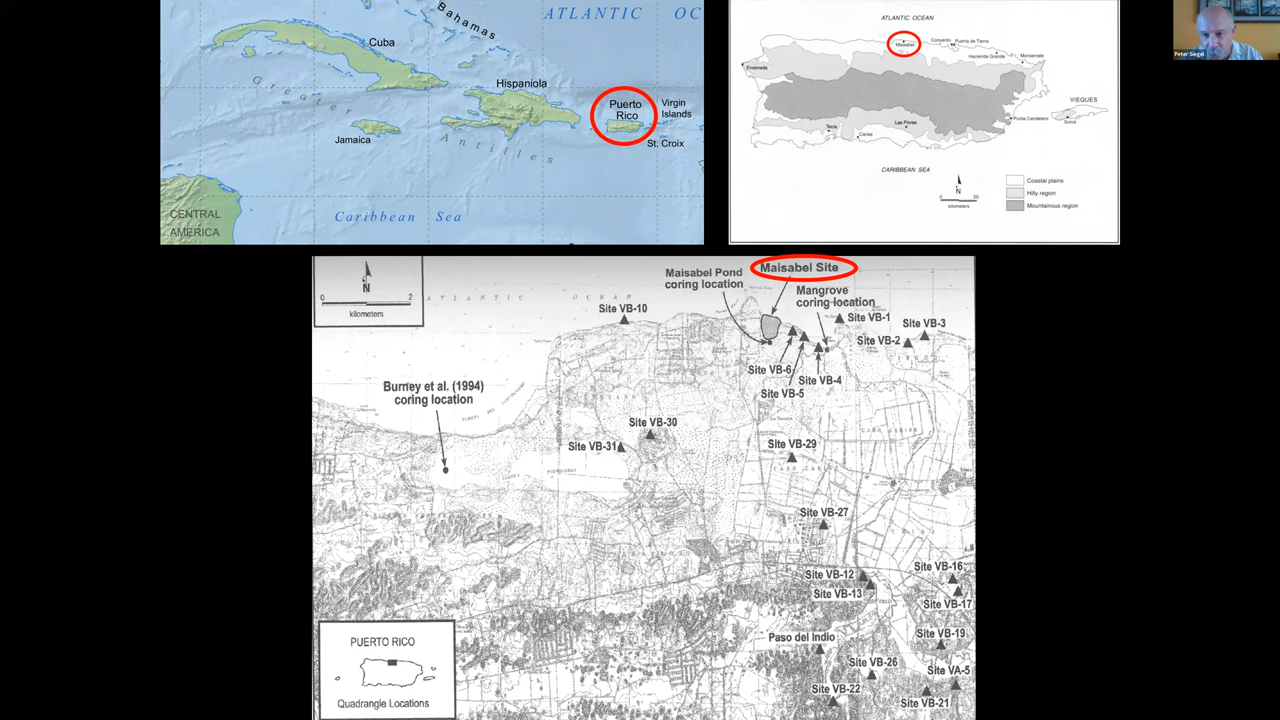 Bahamas
ATLANTIC OC
Cuba
Greater
Hispaniola
Puerto
Rico
Virgin
Islands
Jamaica
Antilles
St. Croix
CENTRAL
AMERICA
Caribbean Sea
ATLANTIC OCEAN
Maisabel
Convento
Puerta de Tierra
Hacienda Grande
Monserrate
Ensenada
VIEQUES
Sorcé
Punta Candelero
Tecla
Canas
Las Flores
CARIBBEAN SEA
N
0 20
kilometers
Coastal plains
Hilly region
Mountainous region
Peter Siegel
N
0 2
kilometers
ATLANTIC OCEAN
Maisabel Pond
coring location
Maisabel Site
Mangrove
coring location
Site VB-10
Site VB-1
Site VB-3
Site VB-2
Site VB-6
Site VB-4
Site VB-5
Burney et al. (1994)
coring location
Site VB-30
Site VB-31
Site VB-29
CABO CARIBE
Site VB-27
Site VB-12
Site VB-13
Site VB-16
Site VB-17
Paso del Indio
Site VB-19
Site VB-26
Site VA-5
Site VB-22
Site VB-21
PUERTO RICO
Quadrangle Locations